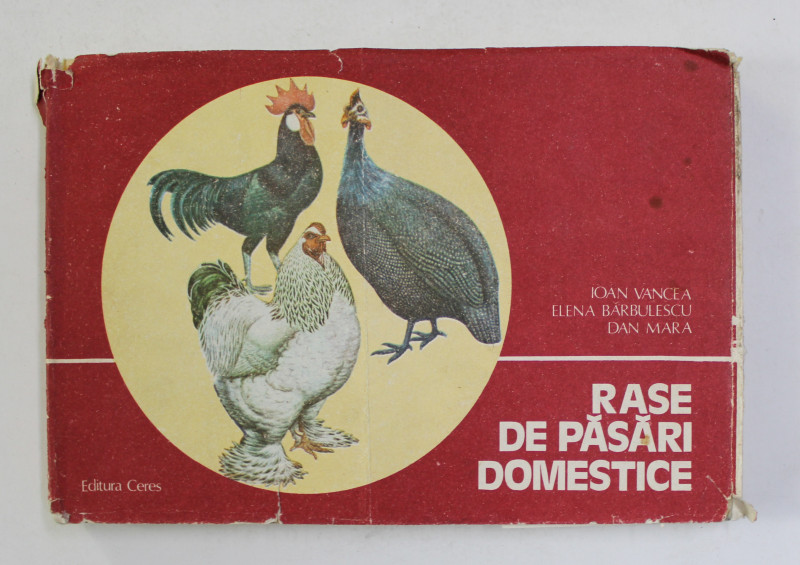 IOAN VANCEA
ELENA BĂRBULESCU
DAN MARA
RASE
DE PĂSĂRI
DOMESTICE
Editura Ceres